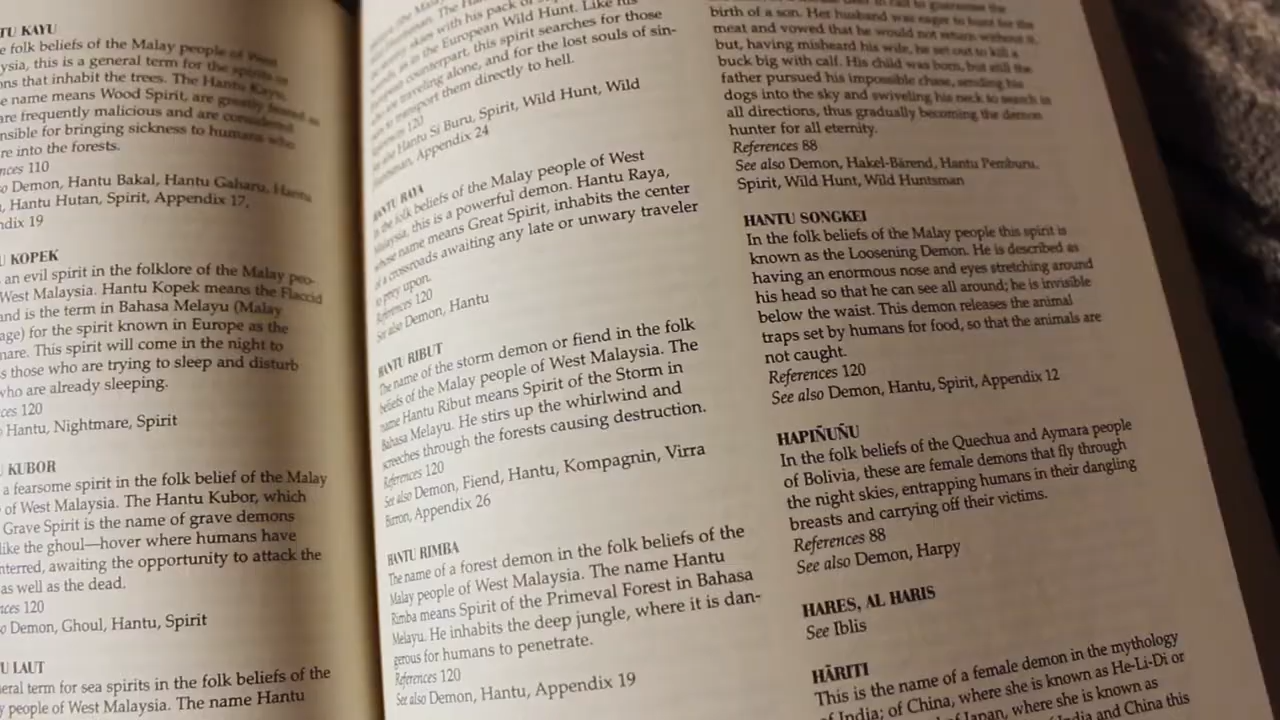 TU KAYU
e folk beliefs of the Malay people of West
ysia, this is a general term for the spirits or
ons that inhabit the trees. The Hantu Kayu,
e name means Wood Spirit, are greatly feared as
are frequently malicious and are considered
nsible for bringing sickness to humans who
re into the forests.
nces 110
o Demon, Hantu Bakal, Hantu Gaharu, Hantu
, Hantu Hutan, Spirit, Appendix 17,
ndix 19
U KOPEK
an evil spirit in the folklore of the Malay peo-
West Malaysia. Hantu Kopek means the Flaccid
and is the term in Bahasa Melayu (Malay
age) for the spirit known in Europe as the
mare. This spirit will come in the night to
s those who are trying to sleep and disturb
who are already sleeping.
ces 120
Hantu, Nightmare, Spirit
U KUBOR
a fearsome spirit in the folk belief of the Malay
of West Malaysia. The Hantu Kubor, which
Grave Spirit is the name of grave demons
like the ghoul—hover where humans have
nterred, awaiting the opportunity to attack the
as well as the dead.
ces 120
o Demon, Ghoul, Hantu, Spirit
U LAUT
eral term for sea spirits in the folk beliefs of the
y people of West Malaysia. The name Hantu
skies with his pack of
as in the European Wild Hunt. Like his
European counterpart, this spirit searches for those
who are traveling alone, and for the lost souls of sin-
ners to transport them directly to hell.
References 120
See also Hantu Si Buru, Spirit, Wild Hunt, Wild
Huntsman, Appendix 24
HANTU RAYA
In the folk beliefs of the Malay people of West
Malaysia, this is a powerful demon. Hantu Raya,
whose name means Great Spirit, inhabits the center
of a crossroads awaiting any late or unwary traveler
to prey upon.
References 120
See also Demon, Hantu
HANTU RIBUT
The name of the storm demon or fiend in the folk
beliefs of the Malay people of West Malaysia. The
name Hantu Ribut means Spirit of the Storm in
Bahasa Melayu. He stirs up the whirlwind and
screeches through the forests causing destruction.
References 120
See also Demon, Fiend, Hantu, Kompagnin, Virra
Birron, Appendix 26
HANTU RIMBA
The name of a forest demon in the folk beliefs of the
Malay people of West Malaysia. The name Hantu
Rimba means Spirit of the Primeval Forest in Bahasa
Melayu. He inhabits the deep jungle, where it is dan-
gerous for humans to penetrate.
References 120
See also Demon, Hantu, Appendix 19
birth of a son. Her husband was eager to hunt for the
meat and vowed that he would not return without it,
but, having misheard his wife, he set out to kill a
buck big with calf. His child was born, but still the
father pursued his impossible chase, sending his
dogs into the sky and swiveling his neck to search in
all directions, thus gradually becoming the demon
hunter for all eternity.
References 88
See also Demon, Hakel-Bärend, Hantu Pemburu,
Spirit, Wild Hunt, Wild Huntsman
HANTU SONGKEI
In the folk beliefs of the Malay people this spirit is
known as the Loosening Demon. He is described as
having an enormous nose and eyes stretching around
his head so that he can see all around; he is invisible
below the waist. This demon releases the animal
traps set by humans for food, so that the animals are
not caught.
References 120
See also Demon, Hantu, Spirit, Appendix 12
HAPIÑUÑU
In the folk beliefs of the Quechua and Aymara people
of Bolivia, these are female demons that fly through
the night skies, entrapping humans in their dangling
breasts and carrying off their victims.
References 88
See also Demon, Harpy
HARES, AL HARIS
See Iblis
HĀRITI
This is the name of a female demon in the mythology
of India; of China, where she is known as He-Li-Di or
of Japan, where she is known as
India and China this